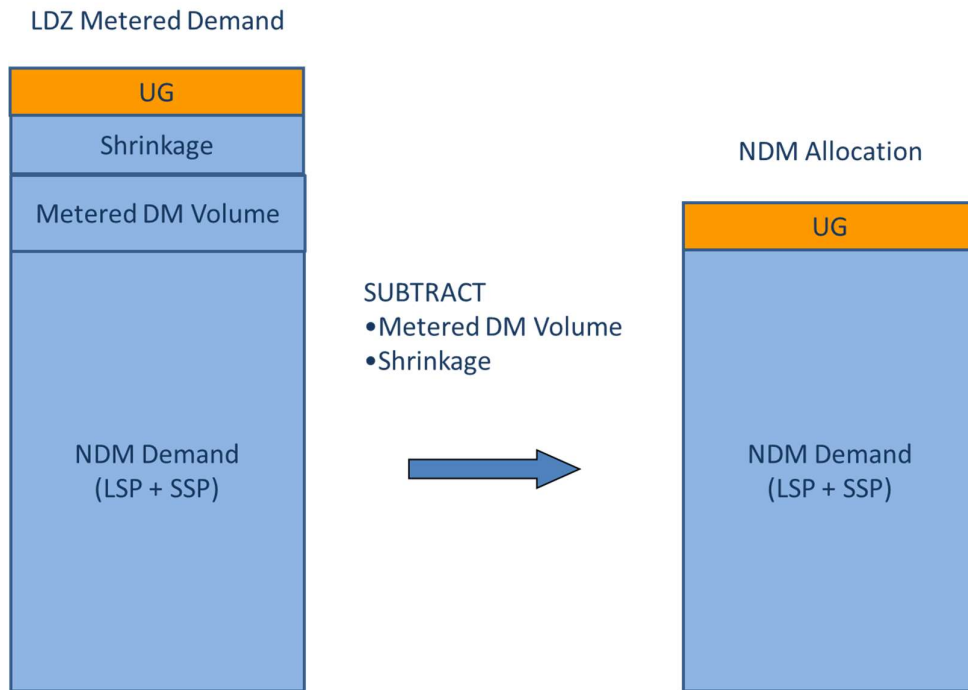 LDZ Metered Demand
UG
Shrinkage
Metered DM Volume
NDM Demand
(LSP + SSP)
SUBTRACT
•Metered DM Volume
•Shrinkage
NDM Allocation
UG
NDM Demand
(LSP + SSP)